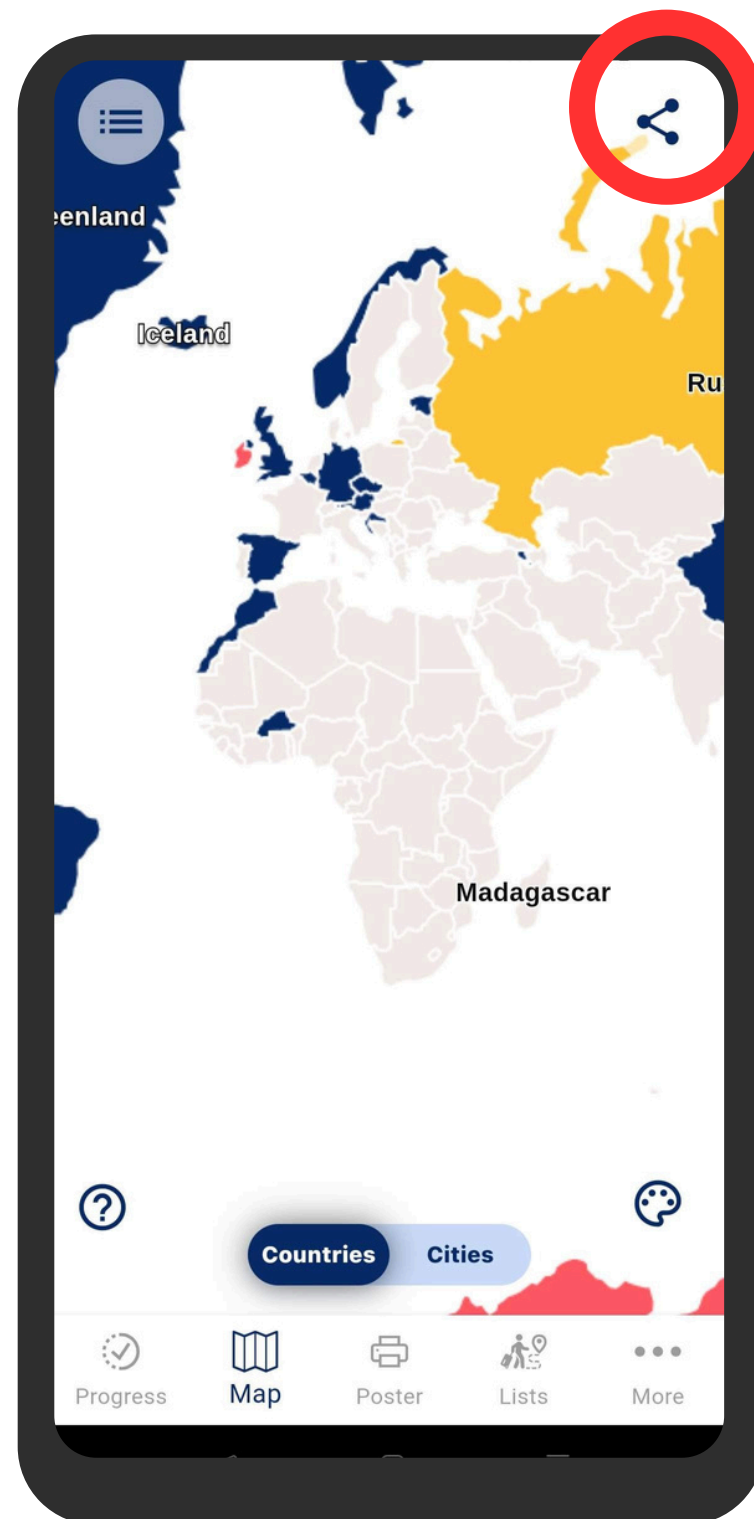 eenland
Iceland
Ru
Madagascar
Countries Cities
Progress Map Poster Lists More